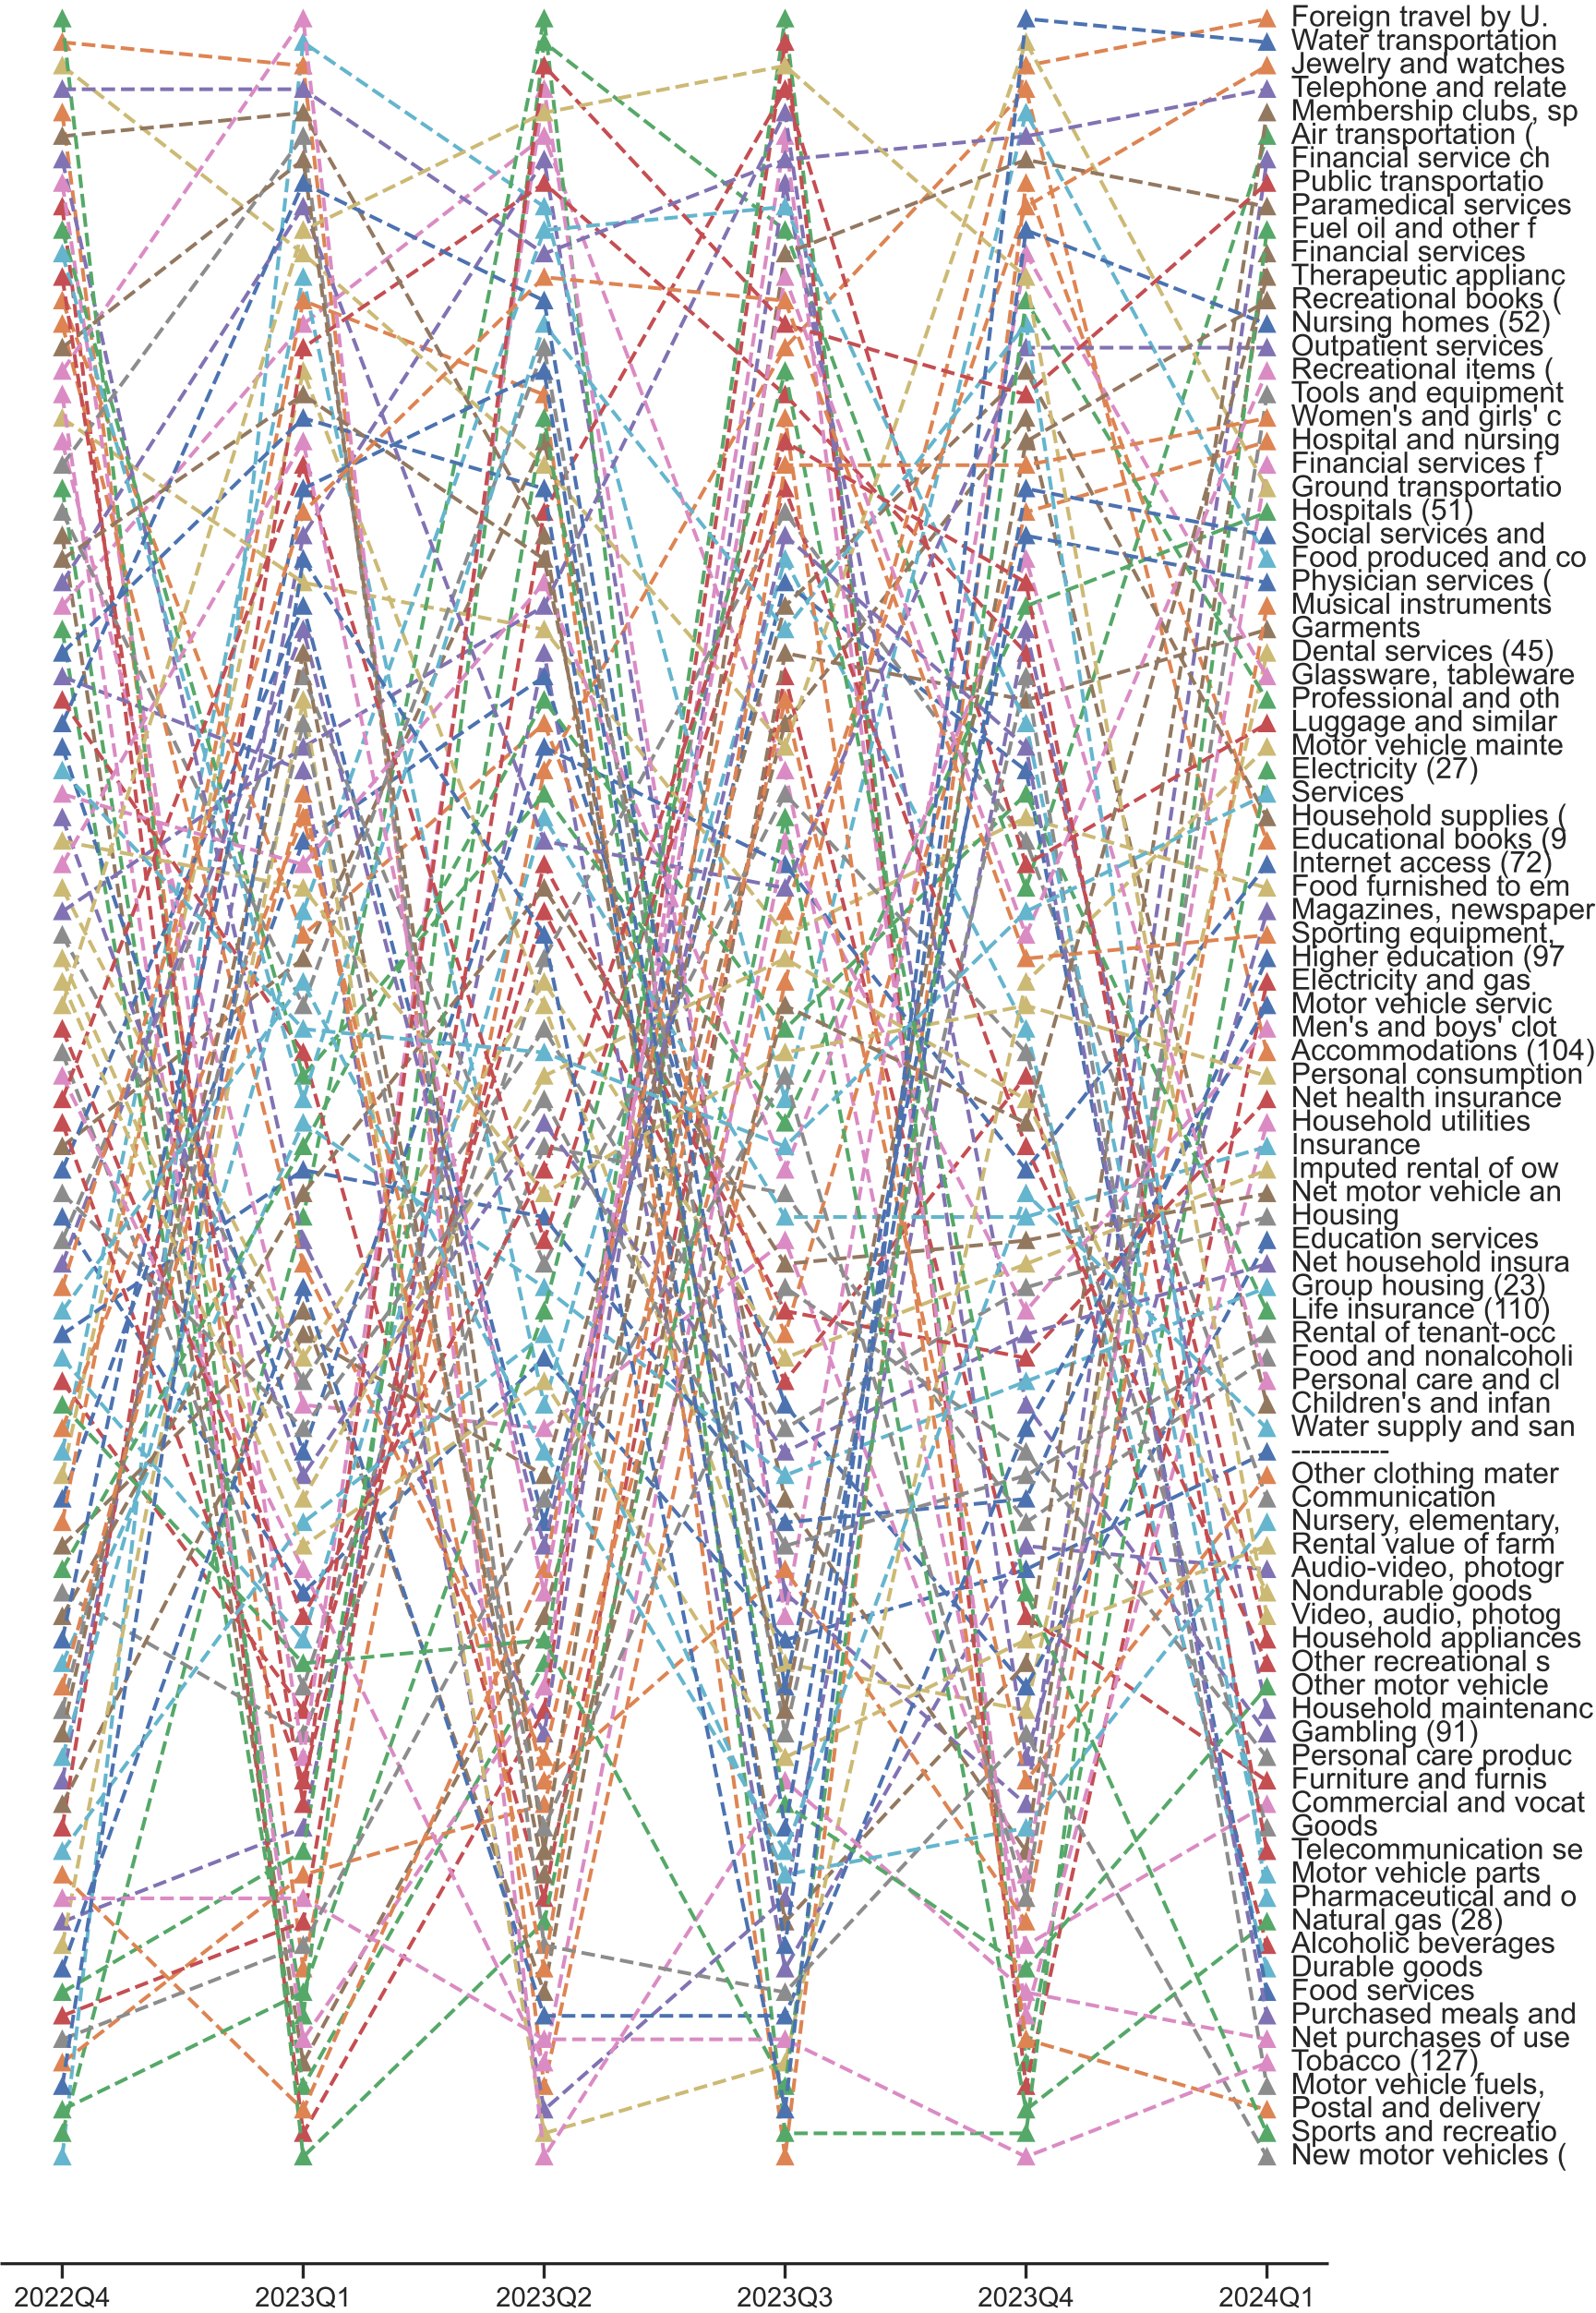 Foreign travel by U.
Water transportation
Jewelry and watches
Telephone and relate
Membership clubs, sp
Air transportation (
Financial service ch
Public transportatio
Paramedical services
Fuel oil and other f
Financial services
Therapeutic applianc
Recreational books (
Nursing homes (52)
Outpatient services
Recreational items (
Tools and equipment
Women's and girls' c
Hospital and nursing
Financial services f
Ground transportatio
Hospitals (51)
Social services and
Food produced and co
Physician services (
Musical instruments
Garments
Dental services (45)
Glassware, tableware
Professional and oth
Luggage and similar
Motor vehicle mainte
Electricity (27)
Services
Household supplies (
Educational books (9
Internet access (72)
Food furnished to em
Magazines, newspaper
Sporting equipment,
Higher education (97
Electricity and gas
Motor vehicle servic
Men's and boys' clot
Accommodations (104)
Personal consumption
Net health insurance
Household utilities
Insurance
Imputed rental of ow
Net motor vehicle an
Housing
Education services
Net household insura
Group housing (23)
Life insurance (110)
Rental of tenant-occ
Food and nonalcoholi
Personal care and cl
Children's and infan
Water supply and san
----------
Other clothing mater
Communication
Nursery, elementary,
Rental value of farm
Audio-video, photogr
Nondurable goods
Video, audio, photog
Household appliances
Other recreational s
Other motor vehicle
Household maintenanc
Gambling (91)
Personal care produc
Furniture and furnis
Commercial and vocat
Goods
Telecommunication se
Motor vehicle parts
Pharmaceutical and o
Natural gas (28)
Alcoholic beverages
Durable goods
Food services
Purchased meals and
Net purchases of use
Tobacco (127)
Motor vehicle fuels,
Postal and delivery
Sports and recreatio
New motor vehicles (
2022Q4 2023Q1 2023Q2 2023Q3 2023Q4 2024Q1